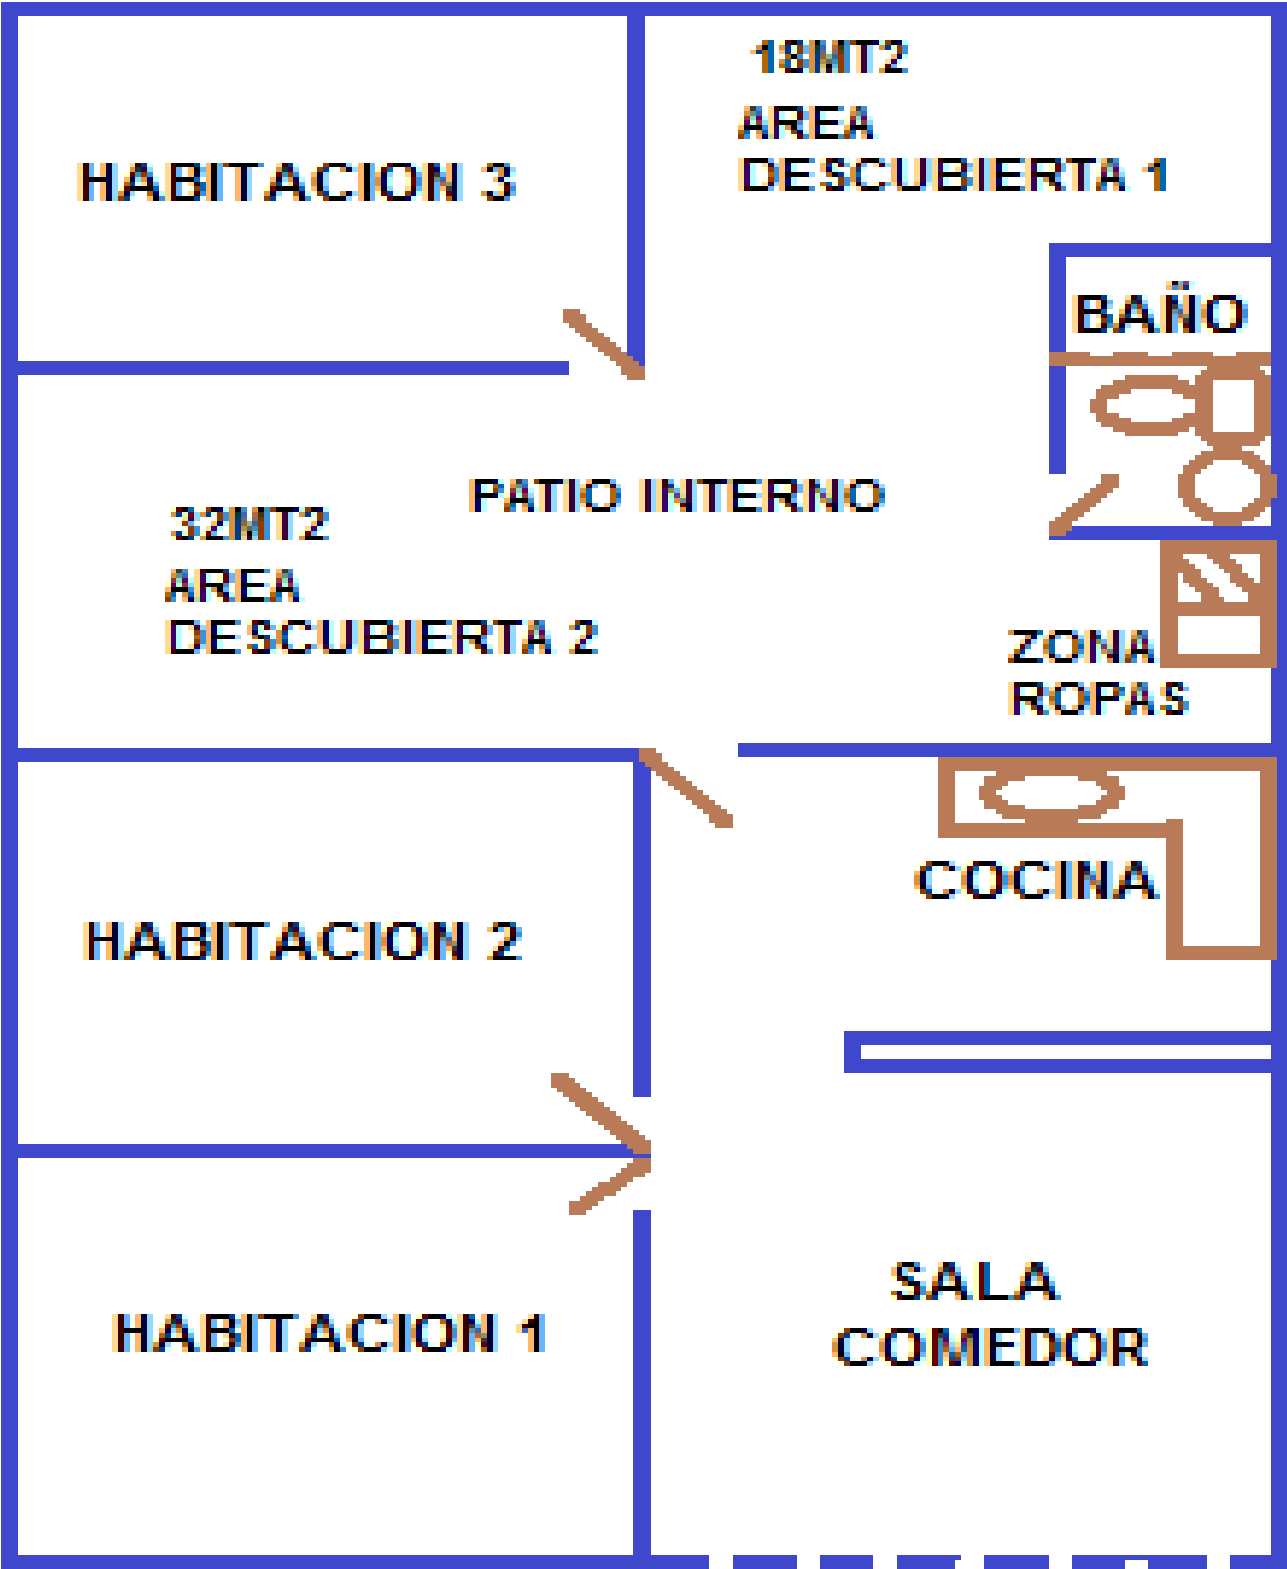 18MT2
AREA
DESCUBIERTA 1
HABITACION 3
BAÑO
PATIO INTERNO
32MT2
AREA
DESCUBIERTA 2
ZONA
ROPAS
COCINA
HABITACION 2
SALA
COMEDOR
HABITACION 1